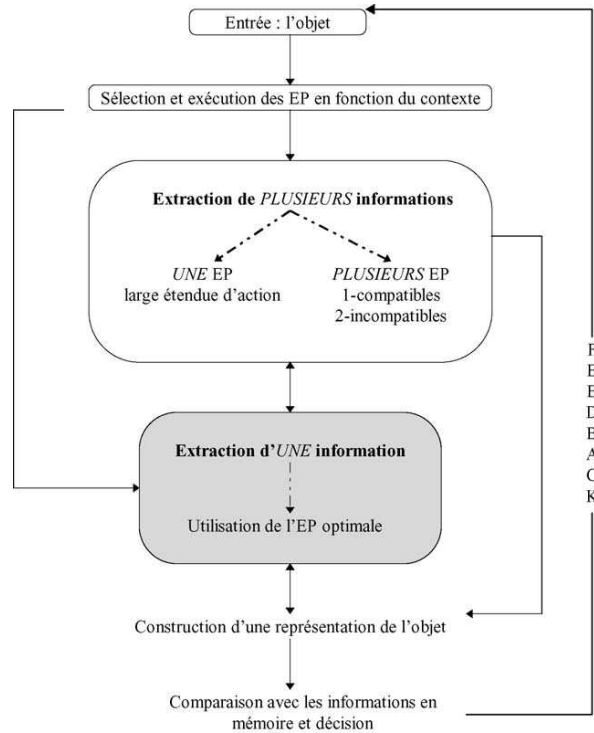 Entrée : l'objet
Sélection et exécution des EP en fonction du contexte
Extraction de PLUSIEURS informations
UNE EP
large étendue d'action
PLUSIEURS EP
1-compatibles
2-incompatibles
Extraction d'UNE information
Utilisation de l'EP optimale
Construction d'une représentation de l'objet
Comparaison avec les informations en
mémoire et décision
F
E
E
D
B
A
C
K